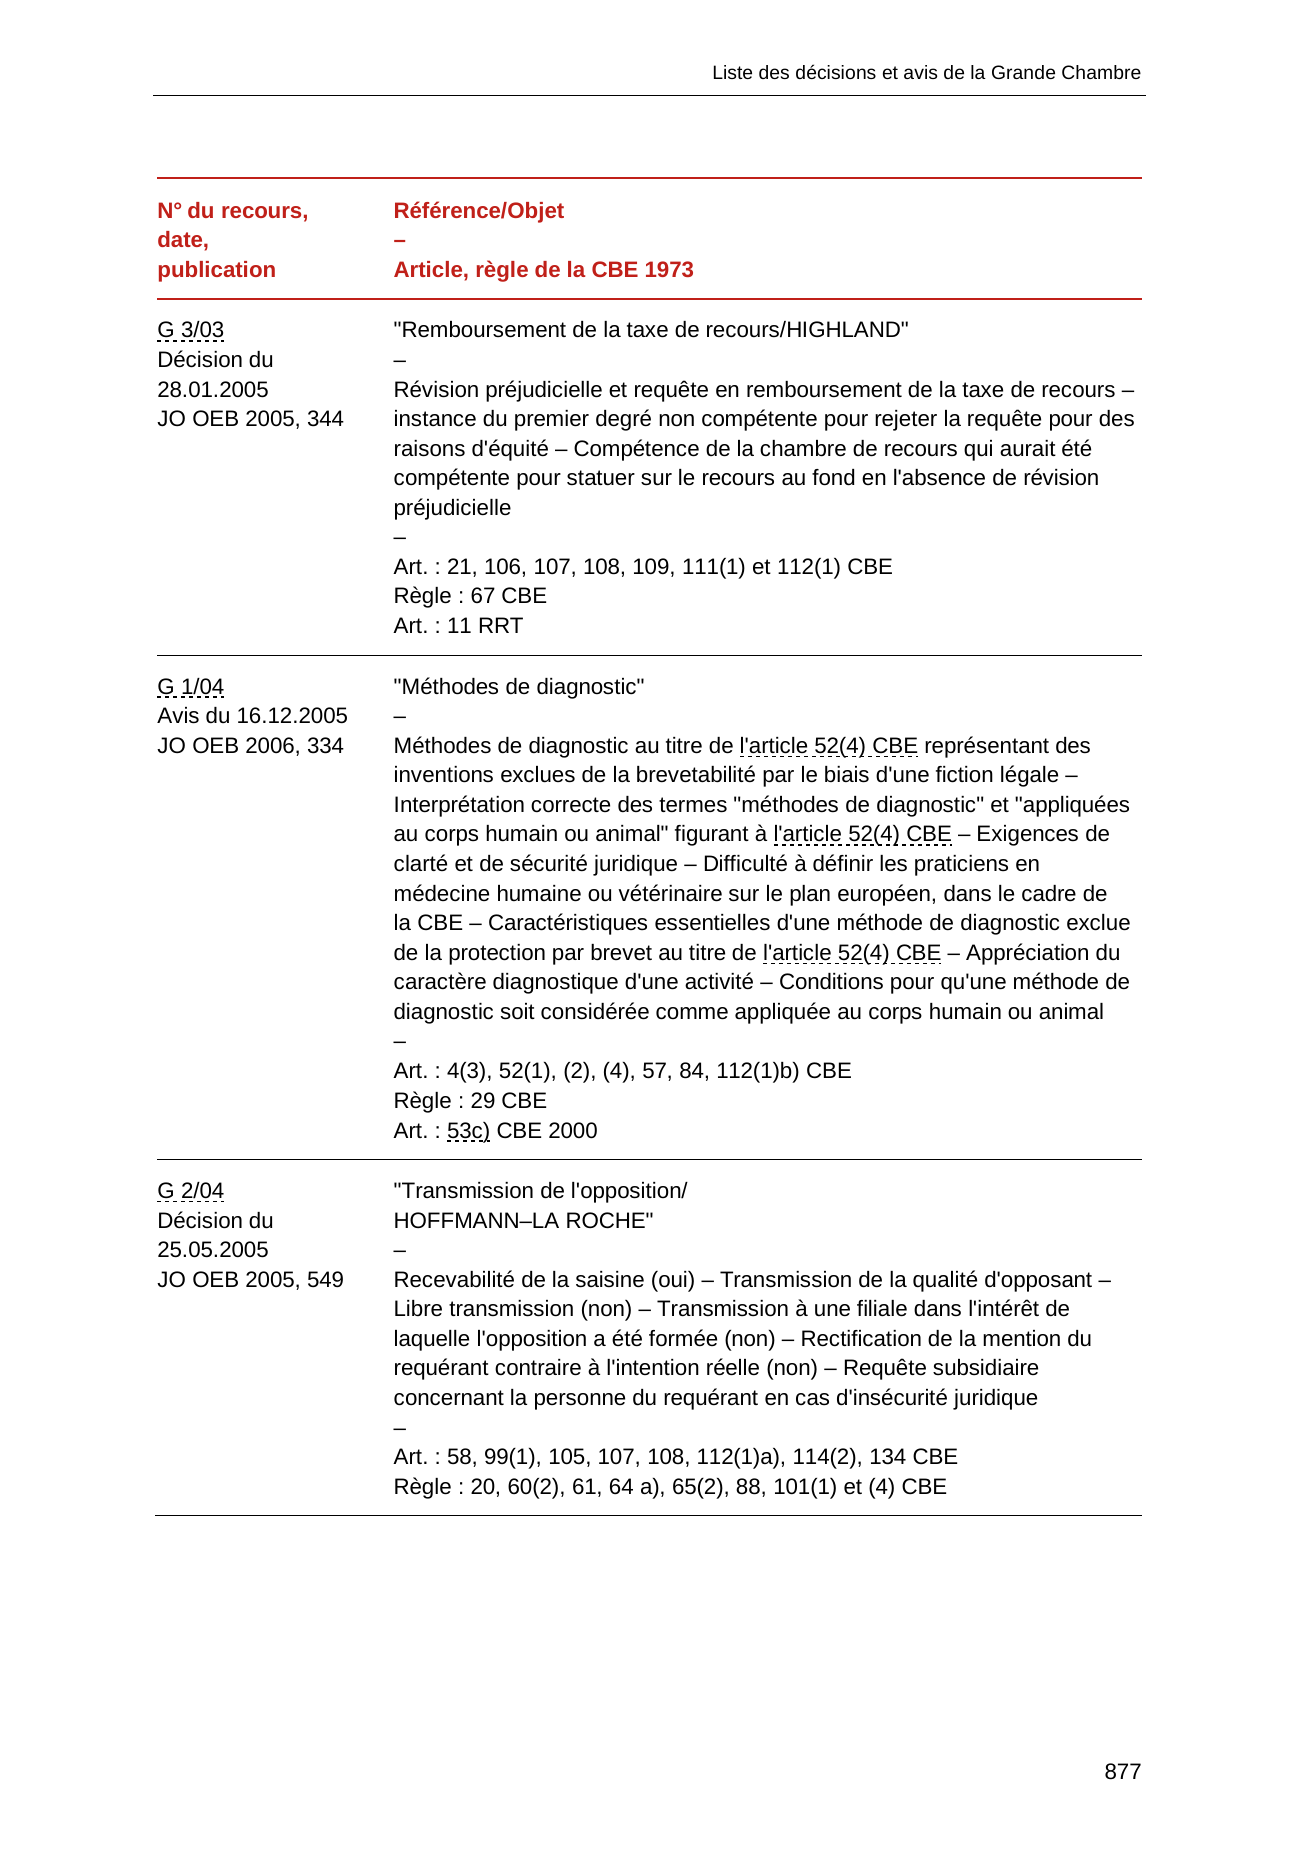 Liste des décisions et avis de la Grande Chambre
N° du recours,
date,
publication
Référence/Objet
–
Article, règle de la CBE 1973
G 3/03
Décision du
28.01.2005
JO OEB 2005, 344
"Remboursement de la taxe de recours/HIGHLAND"
–
Révision préjudicielle et requête en remboursement de la taxe de recours –
instance du premier degré non compétente pour rejeter la requête pour des
raisons d'équité – Compétence de la chambre de recours qui aurait été
compétente pour statuer sur le recours au fond en l'absence de révision
préjudicielle
–
Art. : 21, 106, 107, 108, 109, 111(1) et 112(1) CBE
Règle : 67 CBE
Art. : 11 RRT
G 1/04
Avis du 16.12.2005
JO OEB 2006, 334
"Méthodes de diagnostic"
–
Méthodes de diagnostic au titre de l'article 52(4) CBE représentant des
inventions exclues de la brevetabilité par le biais d'une fiction légale –
Interprétation correcte des termes "méthodes de diagnostic" et "appliquées
au corps humain ou animal" figurant à l'article 52(4) CBE – Exigences de
clarté et de sécurité juridique – Difficulté à définir les praticiens en
médecine humaine ou vétérinaire sur le plan européen, dans le cadre de
la CBE – Caractéristiques essentielles d'une méthode de diagnostic exclue
de la protection par brevet au titre de l'article 52(4) CBE – Appréciation du
caractère diagnostique d'une activité – Conditions pour qu'une méthode de
diagnostic soit considérée comme appliquée au corps humain ou animal
–
Art. : 4(3), 52(1), (2), (4), 57, 84, 112(1)b) CBE
Règle : 29 CBE
Art. : 53c) CBE 2000
G 2/04
Décision du
25.05.2005
JO OEB 2005, 549
"Transmission de l'opposition/
HOFFMANN–LA ROCHE"
–
Recevabilité de la saisine (oui) – Transmission de la qualité d'opposant –
Libre transmission (non) – Transmission à une filiale dans l'intérêt de
laquelle l'opposition a été formée (non) – Rectification de la mention du
requérant contraire à l'intention réelle (non) – Requête subsidiaire
concernant la personne du requérant en cas d'insécurité juridique
–
Art. : 58, 99(1), 105, 107, 108, 112(1)a), 114(2), 134 CBE
Règle : 20, 60(2), 61, 64 a), 65(2), 88, 101(1) et (4) CBE
877